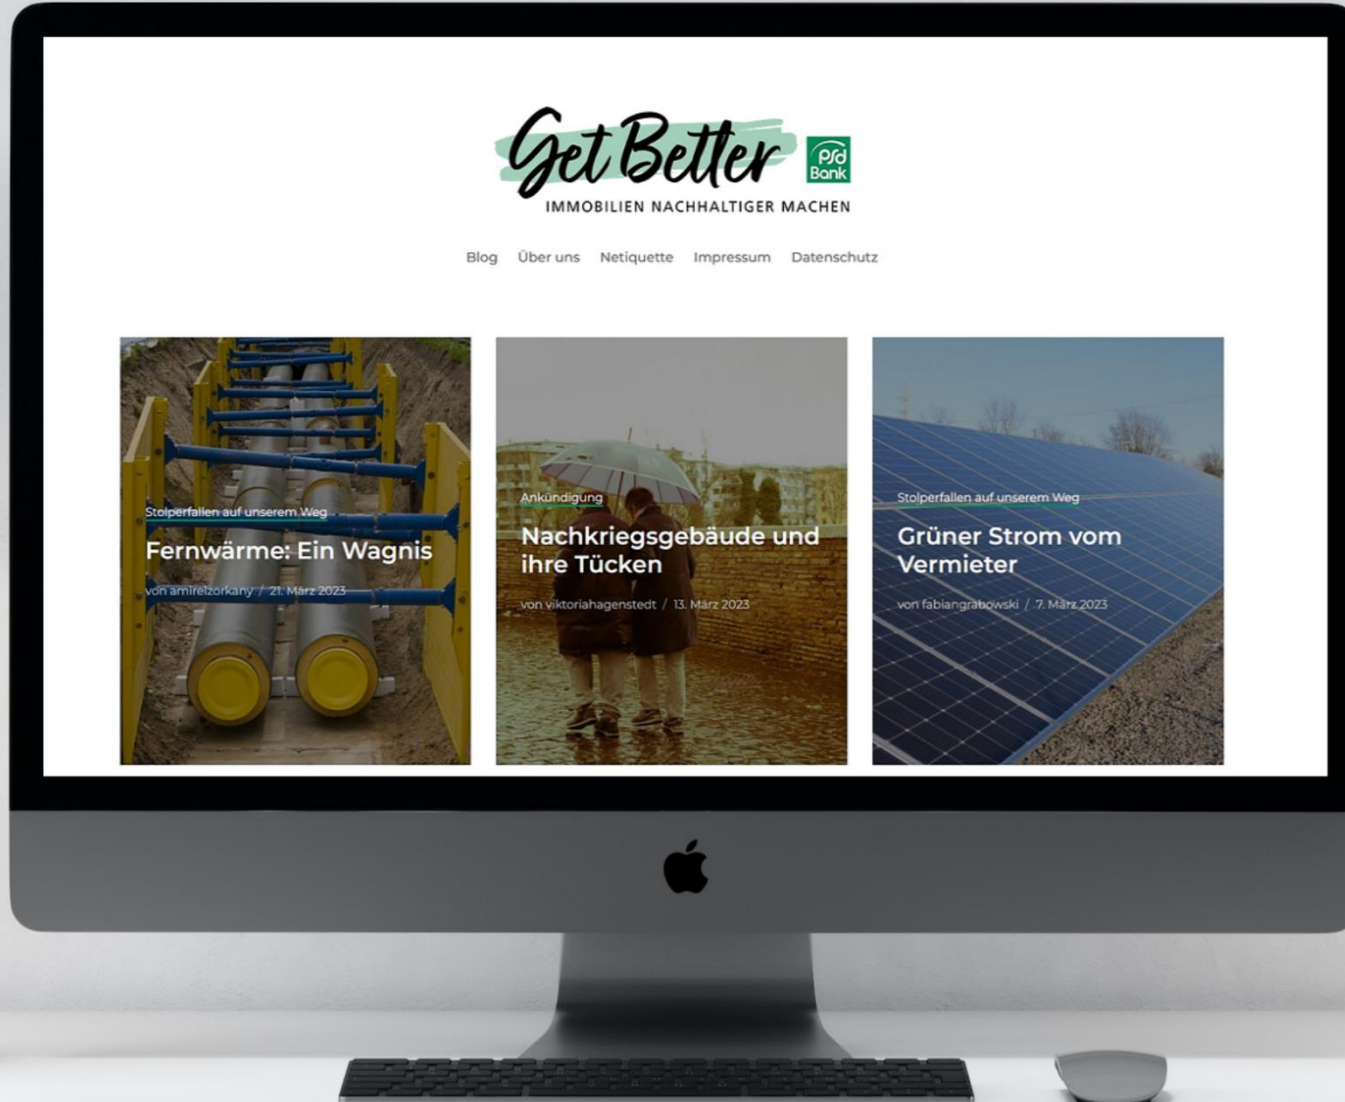 Get Better
psd
Bank
IMMOBILIEN NACHHALTIGER MACHEN
Blog Über uns Netiquette Impressum Datenschutz
Stolperfallen auf unserem Weg
Fernwärme: Ein Wagnis
von amirelzorkany / 21. März 2023
Ankündigung
Nachkriegsgebäude und
ihre Tücken
von viktoriahagenstedt / 13. März 2023
Stolperfallen auf unserem Weg
Grüner Strom vom
Vermieter
von fabiangrabowski / 7. März 2023